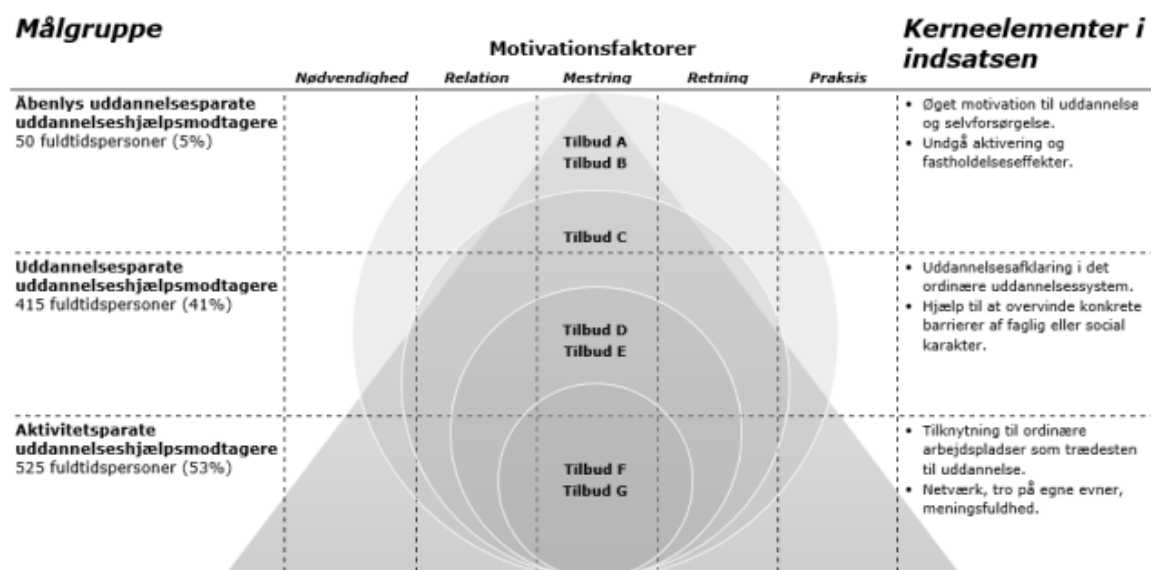 Målgruppe
Motivationsfaktorer
Kerneelementer i
indsatsen
Nødvendighed Relation Mestring Retning Praksis
Åbenlys uddannelsesparate
uddannelseshjælpsmodtagere
50 fuldtidspersoner (5%)
Tilbud A
Tilbud B
Tilbud C
• Øget motivation til uddannelse
og selvforsørgelse.
• Undgå aktivering og
fastholdelseseffekter.
Uddannelsesparate
uddannelseshjælpsmodtagere
415 fuldtidspersoner (41%)
Tilbud D
Tilbud E
• Uddannelsesafklaring i det
ordinære uddannelsessystem.
• Hjælp til at overvinde konkrete
barrierer af faglig eller social
karakter.
Aktivitetsparate
uddannelseshjælpsmodtagere
525 fuldtidspersoner (53%)
Tilbud F
Tilbud G
• Tilknytning til ordinære
arbejdspladser som trædesten
til uddannelse.
• Netværk, tro på egne evner,
meningsfuldhed.